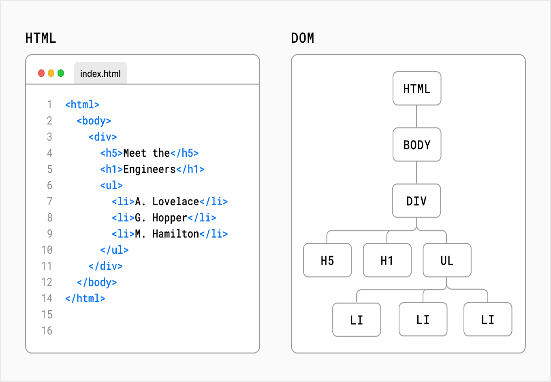 HTML
index.html
1 <html>
2 <body>
3 <div>
4 <h5>Meet the</h5>
5 <h1>Engineers</h1>
6 <ul>
7 <li>A. Lovelace</li>
8 <li>G. Hopper</li>
9 <li>M. Hamilton</li>
10 </ul>
11 </div>
12 </body>
14 </html>
15
16
DOM
HTML
BODY
DIV
H5 H1 UL
LI LI LI